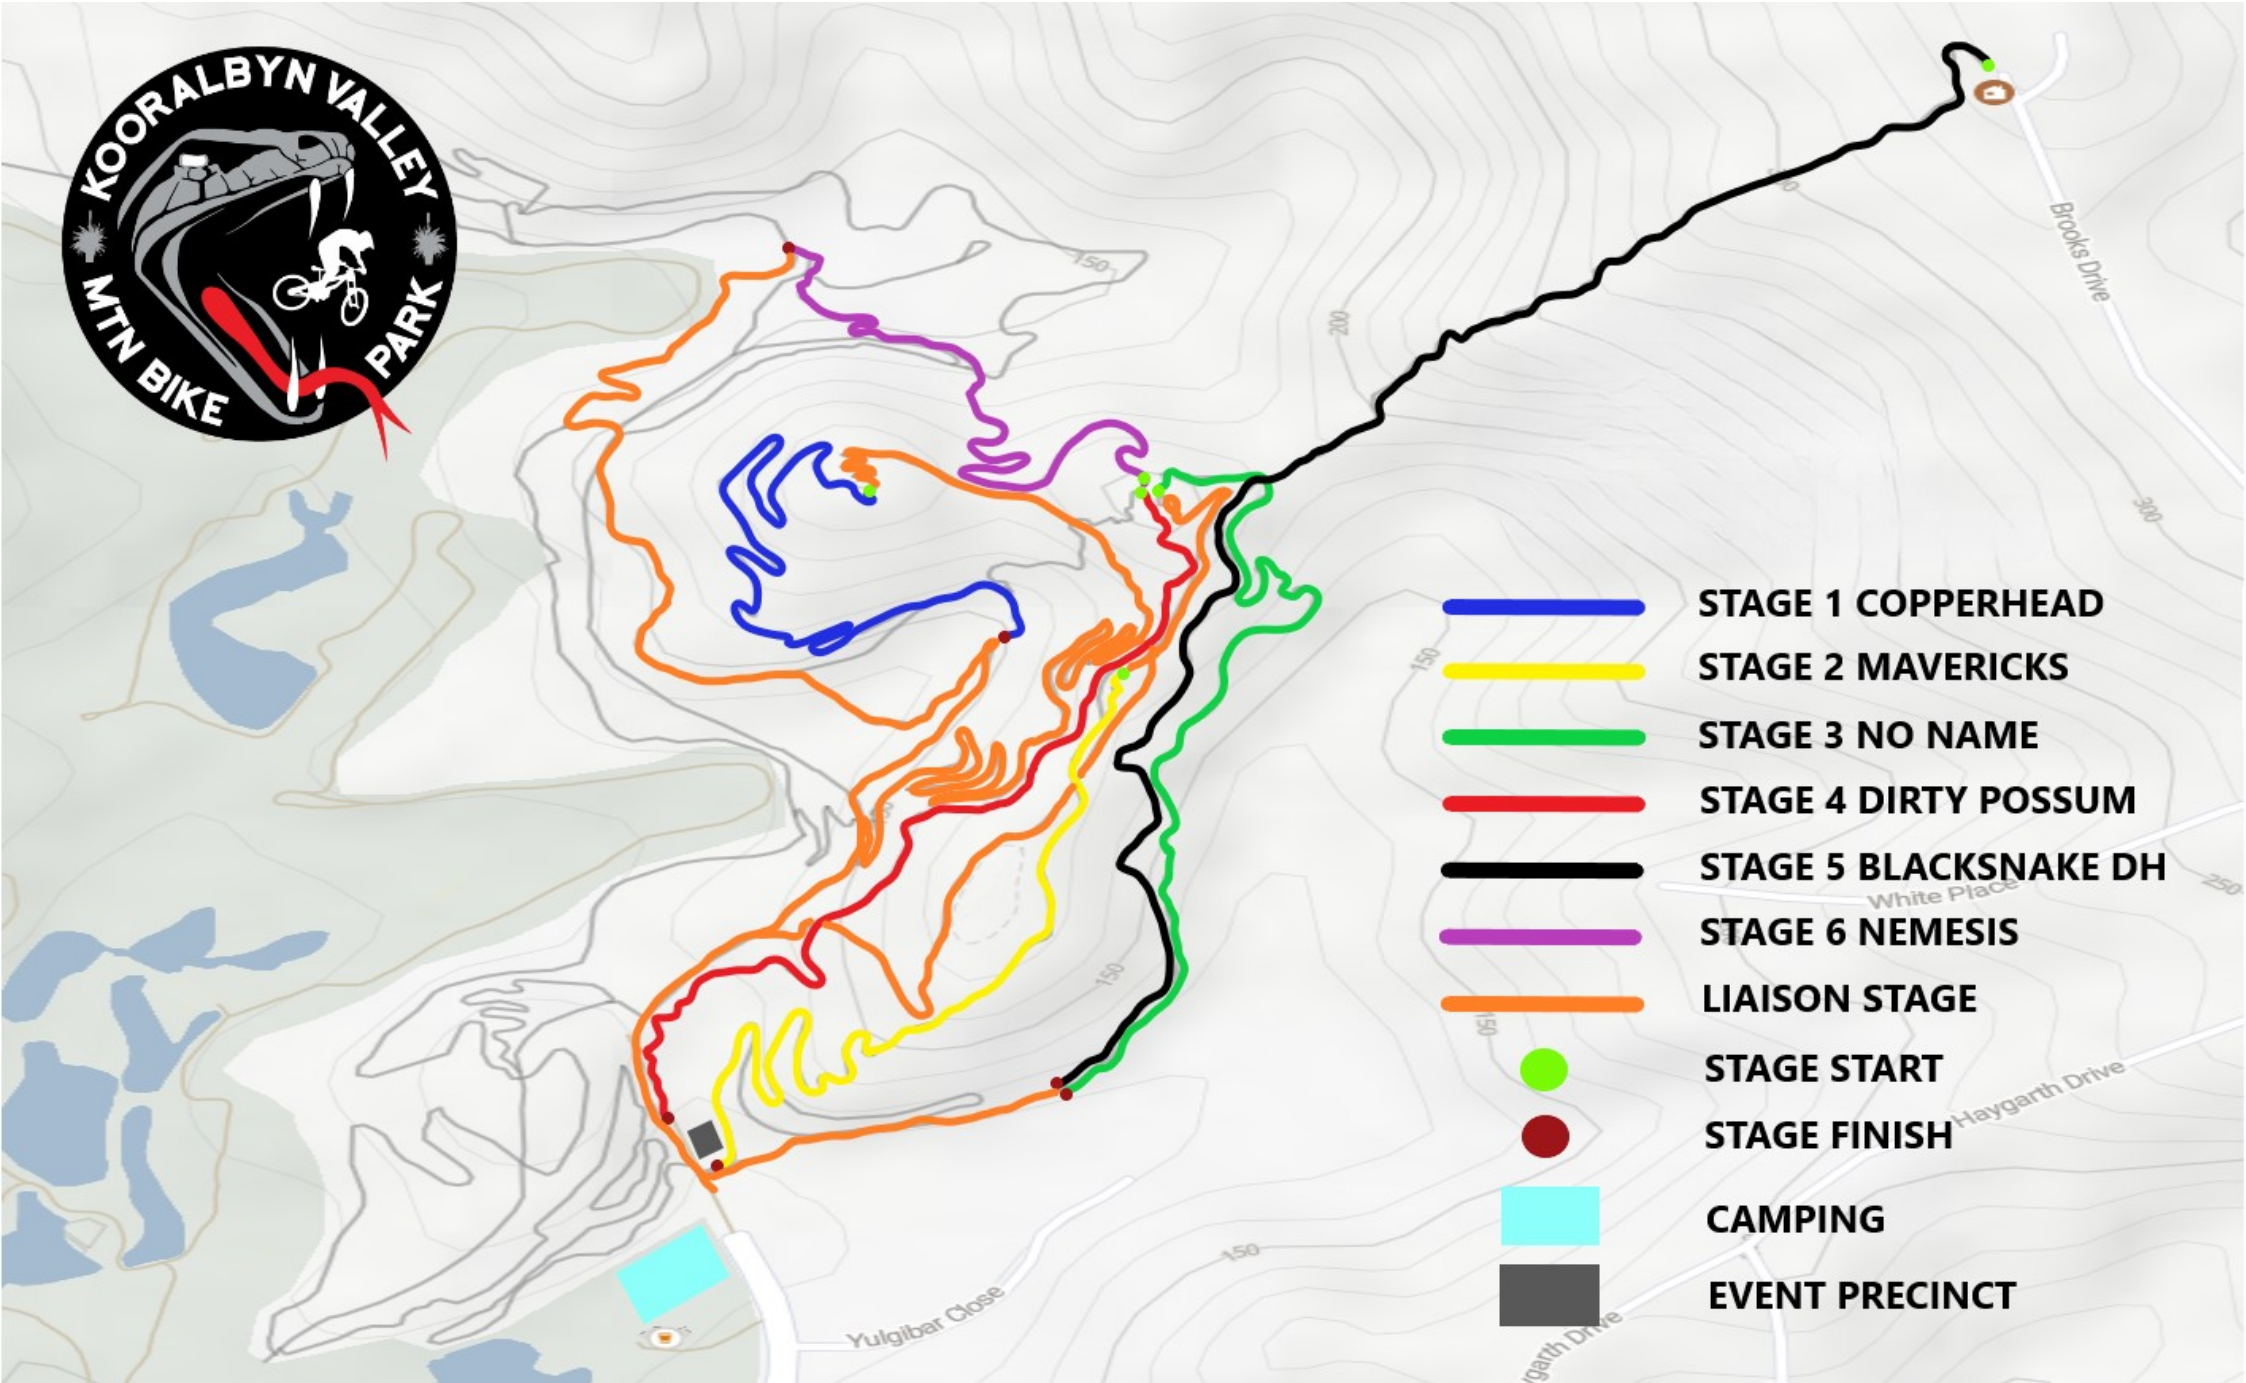 KOORALBYN VALLEY
MTN BIKE PARK
150
200
Brooks Drive
300
150
STAGE 1 COPPERHEAD
STAGE 2 MAVERICKS
STAGE 3 NO NAME
STAGE 4 DIRTY POSSUM
STAGE 5 BLACKSNAKE DH
White Place
250
STAGE 6 NEMESIS
150
LIAISON STAGE
150
STAGE START
Haygarth Drive
STAGE FINISH
CAMPING
150
EVENT PRECINCT
Yulgibar Close
ygarth Drive